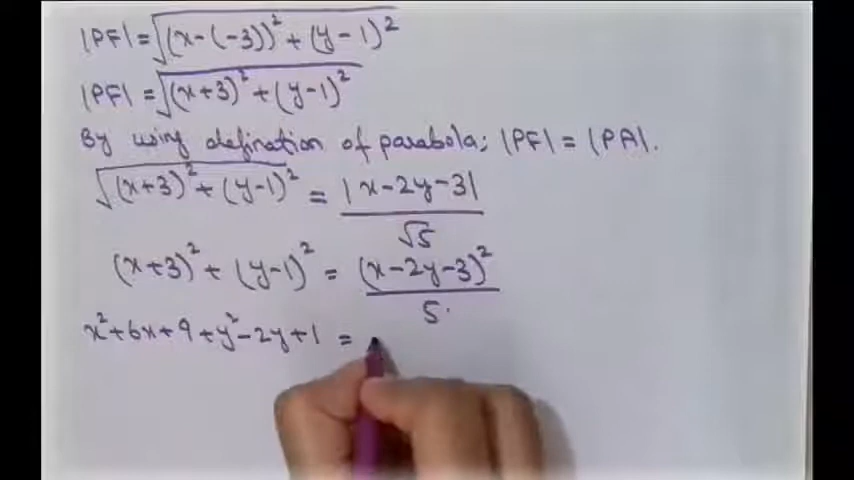 |PF| = √(x-(-3))² + (y-1)²
|PF| = √(x+3)² + (y-1)²
By using defination of parabola; |PF| = |PA|.
√(x+3)² + (y-1)² = |x-2y-3| / √5
(x+3)² + (y-1)² = (x-2y-3)² / 5.
x² + 6x + 9 + y² - 2y + 1 =